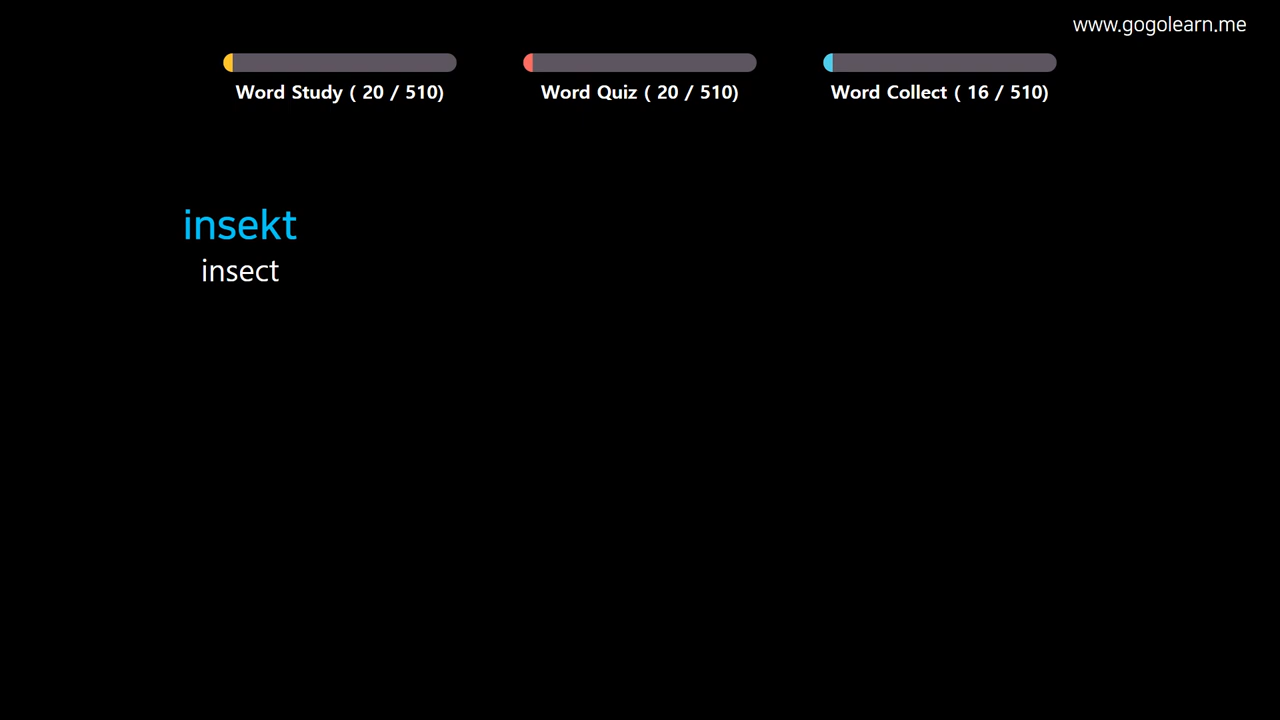 www.gogolearn.me
Word Study ( 20 / 510)
Word Quiz ( 20 / 510)
Word Collect ( 16 / 510)
insekt
insect